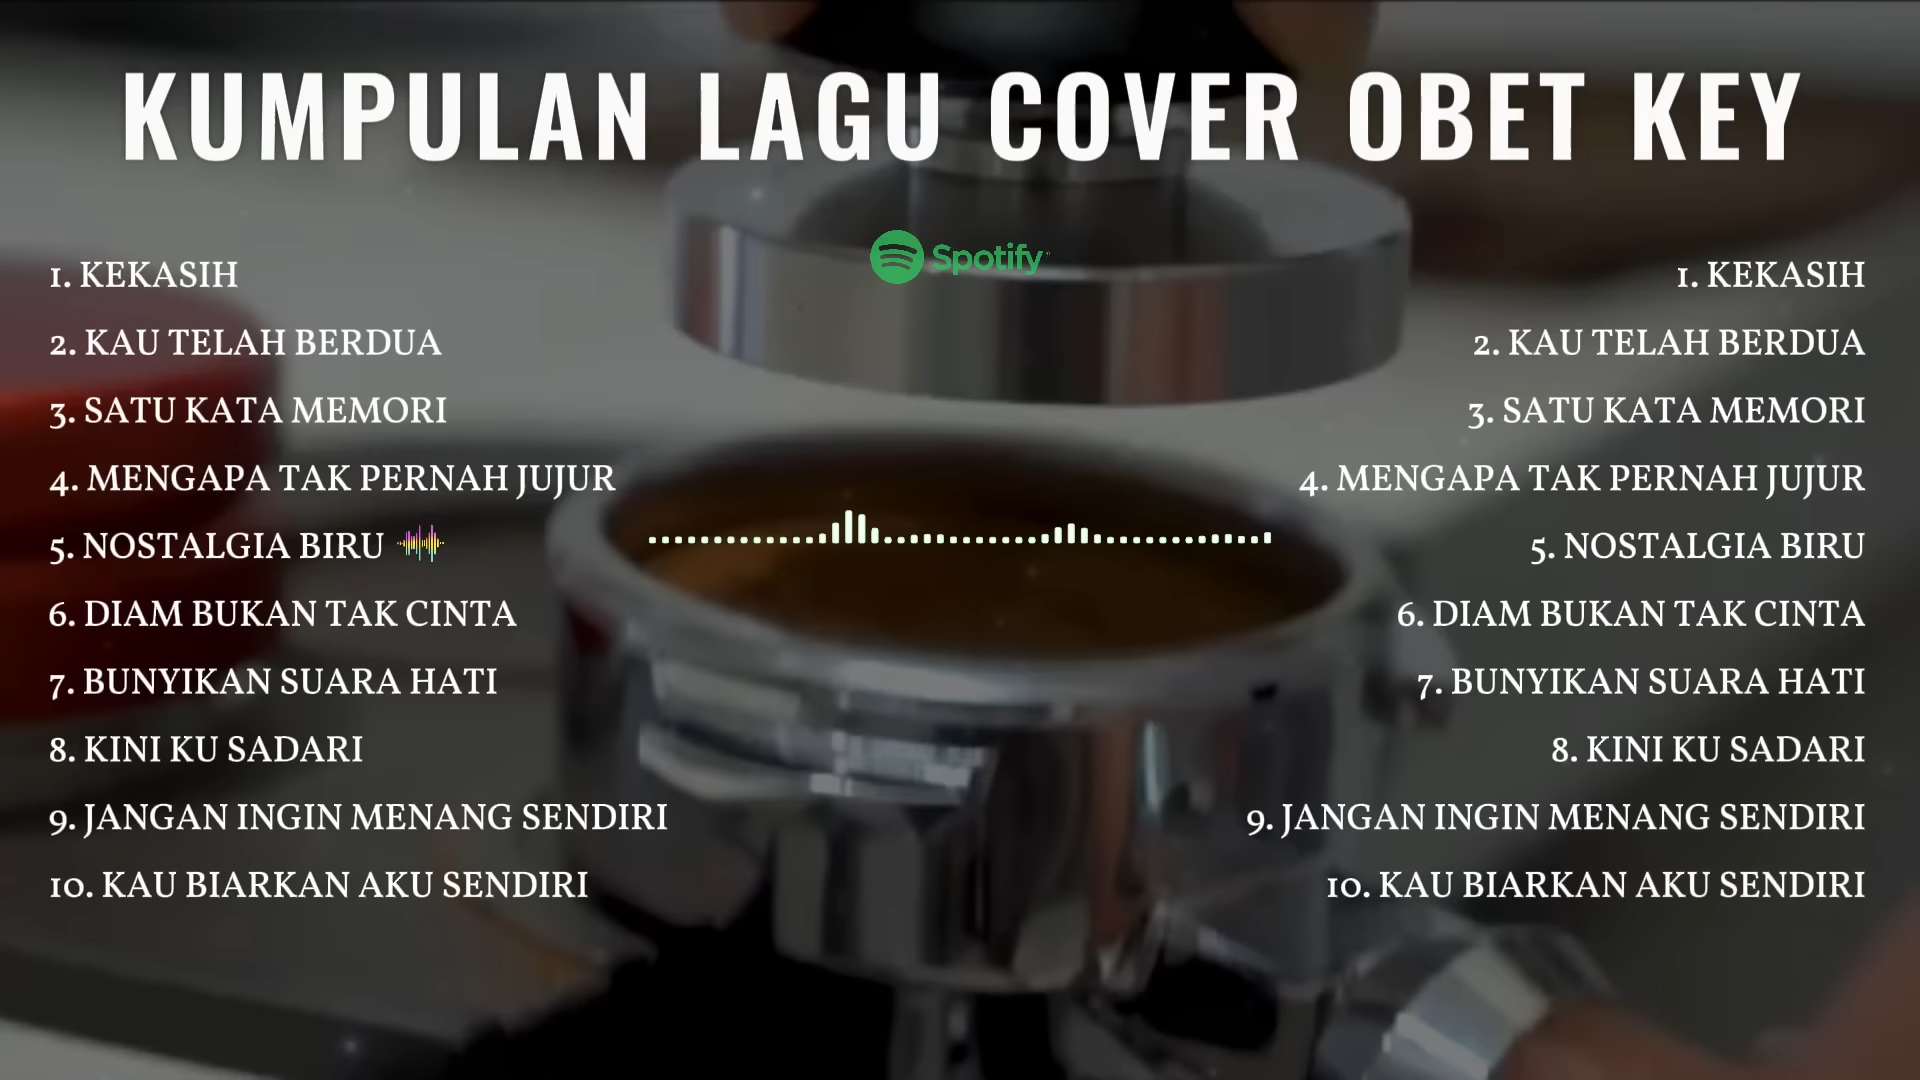 KUMPULAN LAGU COVER OBET KEY
Spotify
1. KEKASIH
2. KAU TELAH BERDUA
3. SATU KATA MEMORI
4. MENGAPA TAK PERNAH JUJUR
5. NOSTALGIA BIRU
6. DIAM BUKAN TAK CINTA
7. BUNYIKAN SUARA HATI
8. KINI KU SADARI
9. JANGAN INGIN MENANG SENDIRI
10. KAU BIARKAN AKU SENDIRI
1. KEKASIH
2. KAU TELAH BERDUA
3. SATU KATA MEMORI
4. MENGAPA TAK PERNAH JUJUR
5. NOSTALGIA BIRU
6. DIAM BUKAN TAK CINTA
7. BUNYIKAN SUARA HATI
8. KINI KU SADARI
9. JANGAN INGIN MENANG SENDIRI
10. KAU BIARKAN AKU SENDIRI